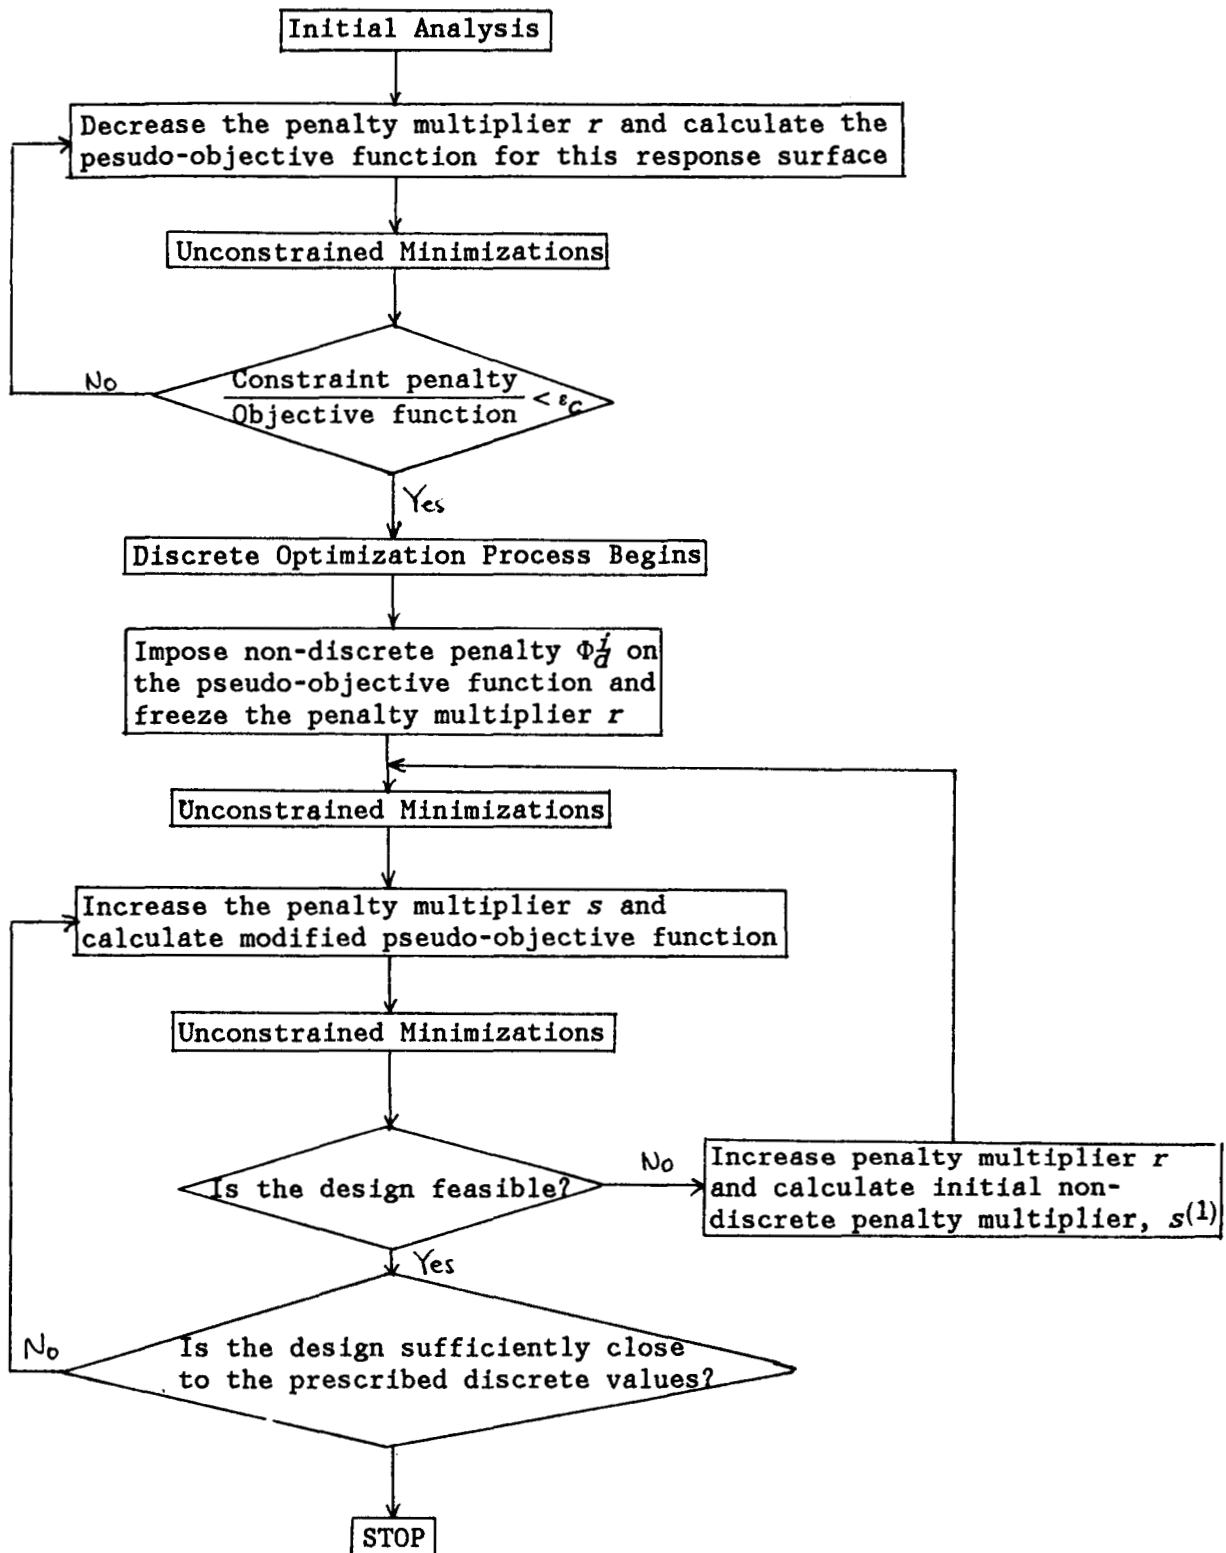 Initial Analysis
Decrease the penalty multiplier r and calculate the
pesudo-objective function for this response surface
Unconstrained Minimizations
Constraint penalty
Objective function < εc
No
Yes
Discrete Optimization Process Begins
Impose non-discrete penalty Φ_d^i on
the pseudo-objective function and
freeze the penalty multiplier r
Unconstrained Minimizations
Increase the penalty multiplier s and
calculate modified pseudo-objective function
Unconstrained Minimizations
Is the design feasible?
No
Increase penalty multiplier r
and calculate initial non-
discrete penalty multiplier, s(1)
Yes
Is the design sufficiently close
to the prescribed discrete values?
No
STOP